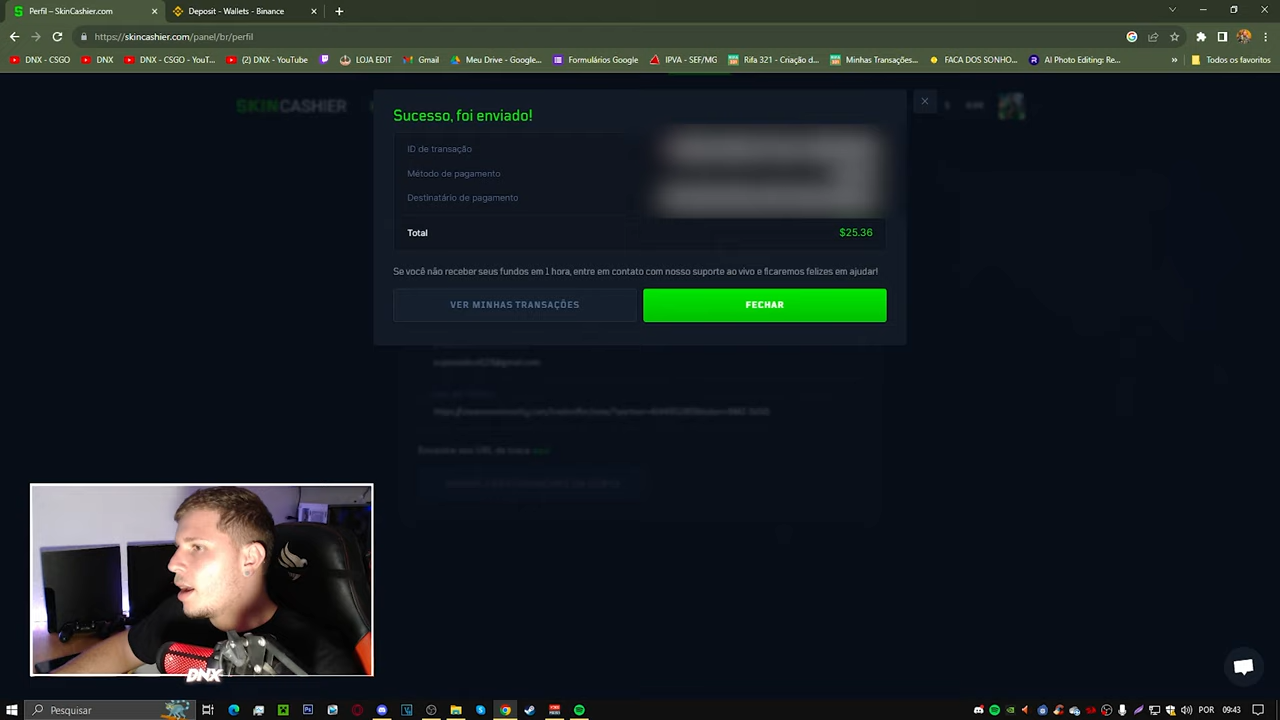 Perfil – SkinCashier.com
Deposit - Wallets - Binance
https://skincashier.com/panel/br/perfil
DNX - CSGO
DNX
DNX - CSGO - YouT...
(2) DNX - YouTube
LOJA EDIT
Gmail
Meu Drive - Google...
Formulários Google
IPVA - SEF/MG
Rifa 321 - Criação d...
Minhas Transações...
FACA DOS SONHO...
AI Photo Editing: Re...
Todos os favoritos
SKINCASHIER
Sucesso, foi enviado!
ID de transação
Método de pagamento
Destinatário de pagamento
Total
$25.36
Se você não receber seus fundos em 1 hora, entre em contato com nosso suporte ao vivo e ficaremos felizes em ajudar!
VER MINHAS TRANSAÇÕES
FECHAR
DNX
Pesquisar
POR
09:43